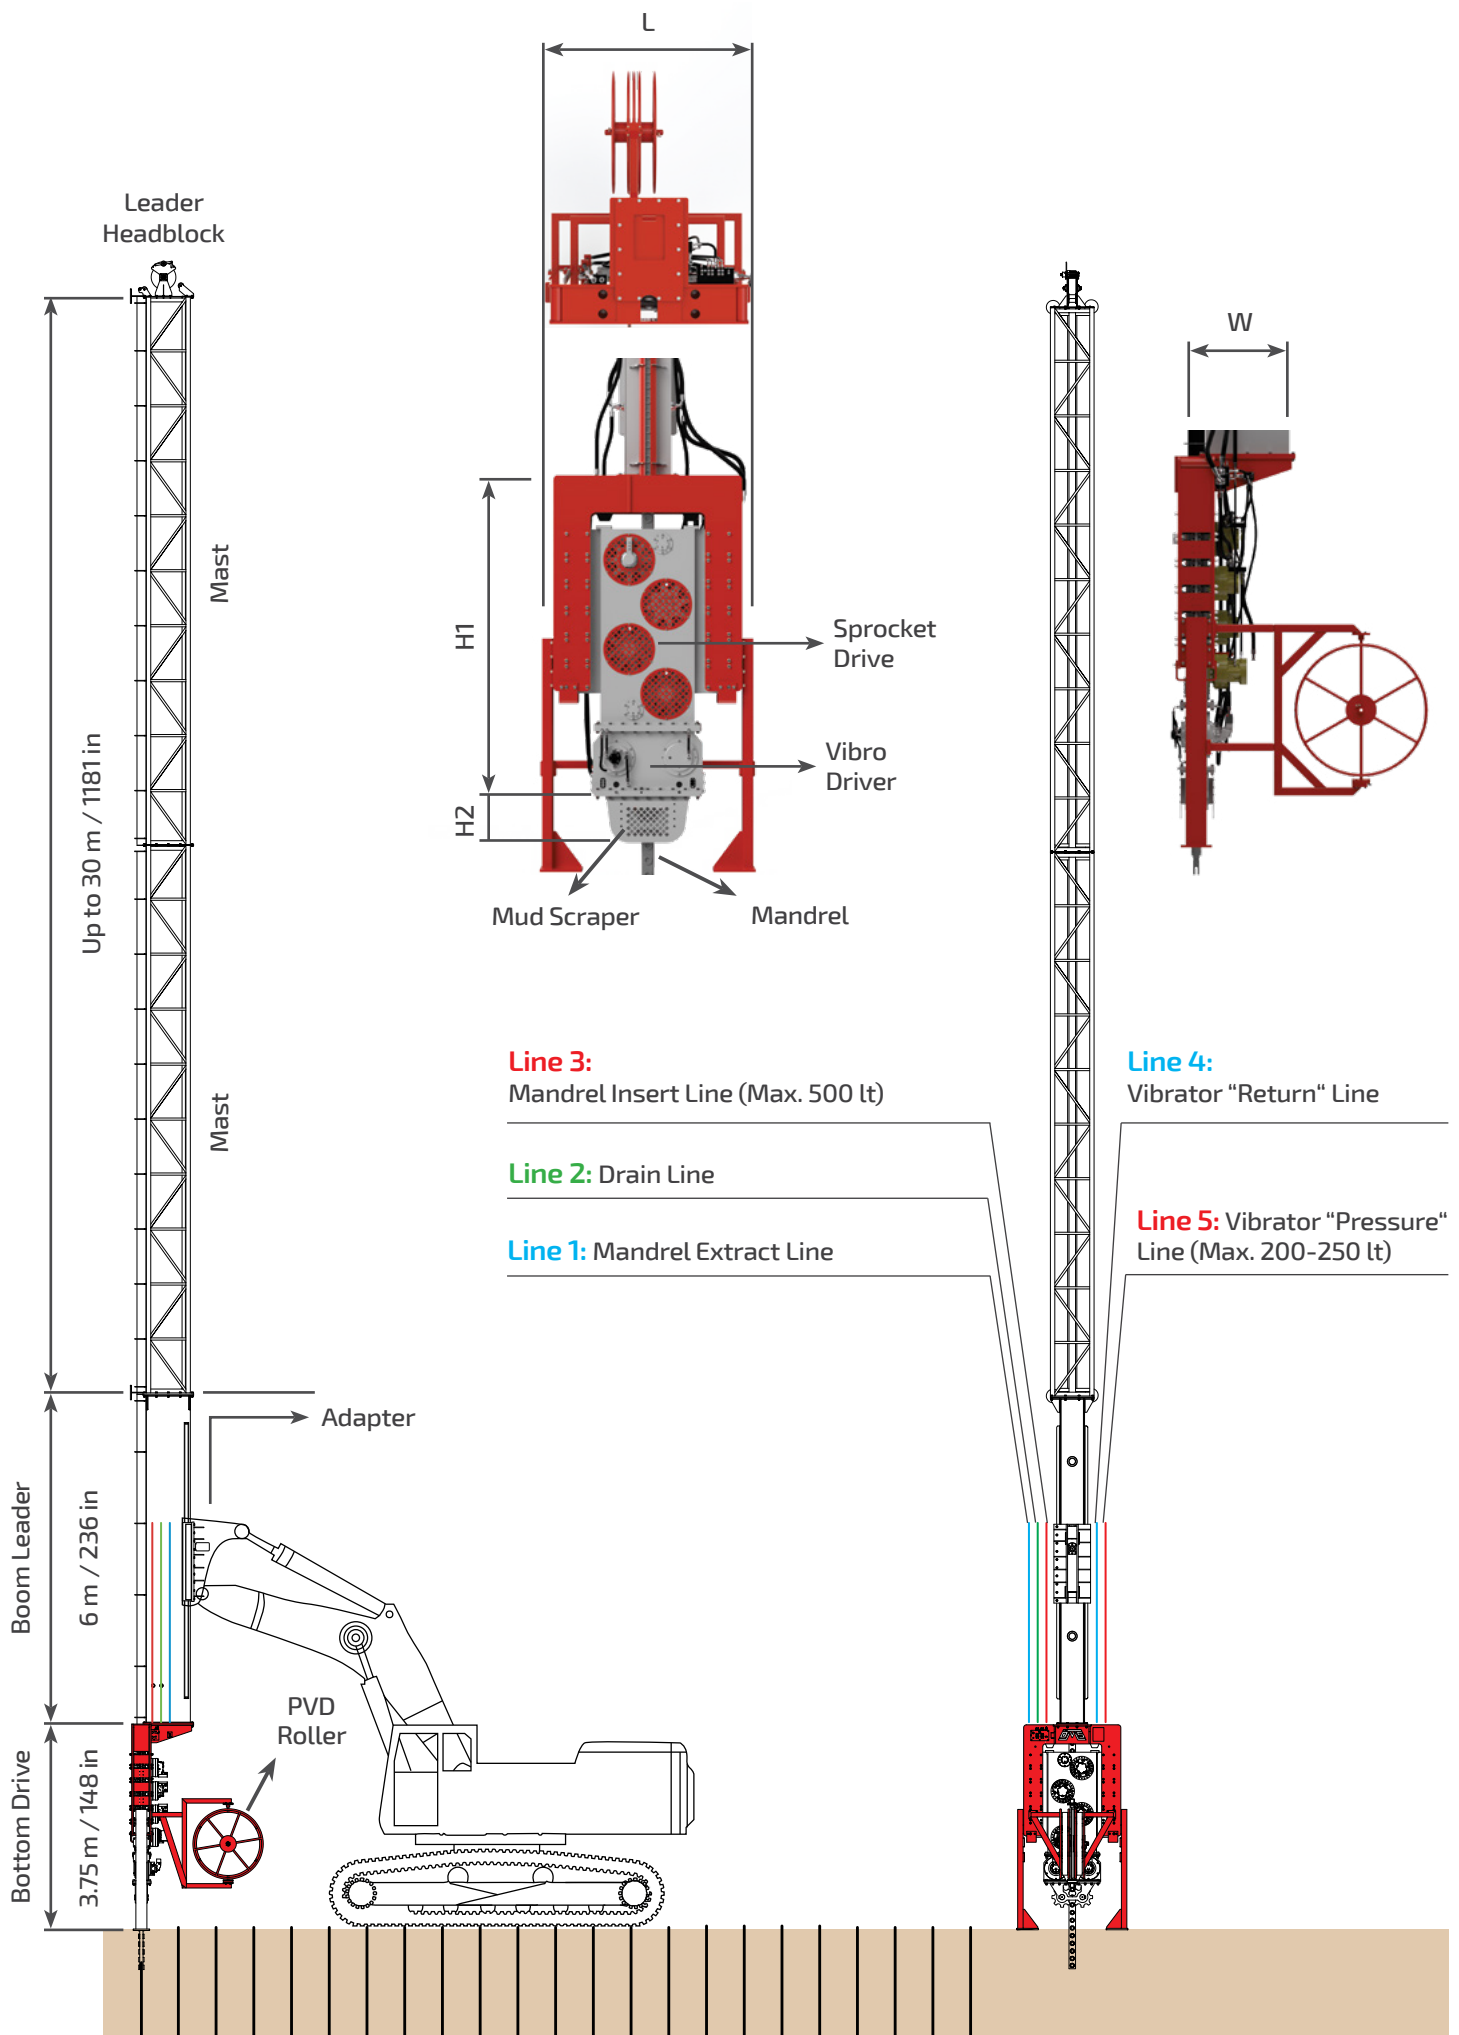 L
Leader
Headblock
W
Mast
H1
Sprocket
Drive
Vibro
Driver
H2
Up to 30 m / 1181 in
Mud Scraper
Mandrel
Mast
Line 3:
Mandrel Insert Line (Max. 500 lt)
Line 4:
Vibrator “Return“ Line
Line 2: Drain Line
Line 5: Vibrator “Pressure“
Line (Max. 200-250 lt)
Line 1: Mandrel Extract Line
Adapter
Boom Leader
6 m / 236 in
PVD
Roller
Bottom Drive
3.75 m / 148 in